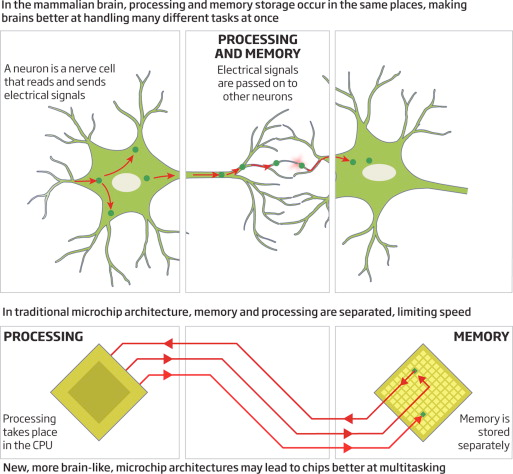 In the mammalian brain, processing and memory storage occur in the same places, making
brains better at handling many different tasks at once
A neuron is a nerve cell
that reads and sends
electrical signals
PROCESSING
AND MEMORY
Electrical signals
are passed on to
other neurons
In traditional microchip architecture, memory and processing are separated, limiting speed
PROCESSING
MEMORY
Processing
takes place
in the CPU
Memory is
stored
separately
New, more brain-like, microchip architectures may lead to chips better at multitasking